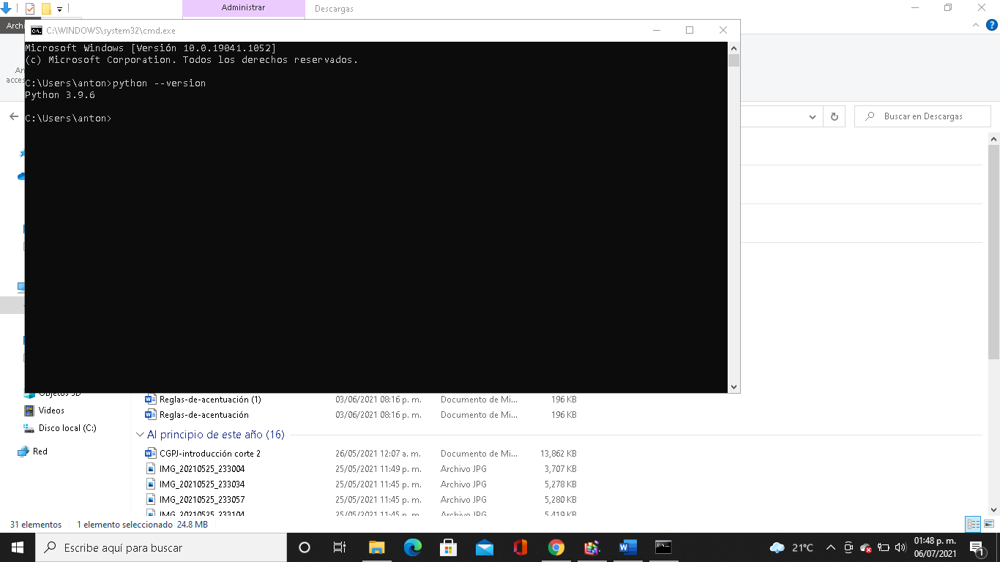 Administrar
Descargas
Archi
C:\WINDOWS\system32\cmd.exe
Microsoft Windows [Versión 10.0.19041.1052]
(c) Microsoft Corporation. Todos los derechos reservados.
C:\Users\anton>python --version
Python 3.9.6
C:\Users\anton>
Buscar en Descargas
Objetos 3D
Videos
Disco local (C:)
Red
Reglas-de-acentuación (1) 03/06/2021 08:16 p. m. Documento de Mi... 196 KB
Reglas-de-acentuación 03/06/2021 08:16 p. m. Documento de Mi... 196 KB
Al principio de este año (16)
CGPJ-introducción corte 2 26/05/2021 12:07 a. m. Documento de Mi... 13,862 KB
IMG_20210525_233004 25/05/2021 11:49 p. m. Archivo JPG 3,707 KB
IMG_20210525_233034 25/05/2021 11:45 p. m. Archivo JPG 5,278 KB
IMG_20210525_233057 25/05/2021 11:45 p. m. Archivo JPG 5,280 KB
IMG_20210525_233104 25/05/2021 11:45 p. m. Archivo JPG 5,419 KB
31 elementos 1 elemento seleccionado 24.8 MB
Escribe aquí para buscar
21°C
01:48 p. m.
06/07/2021
1